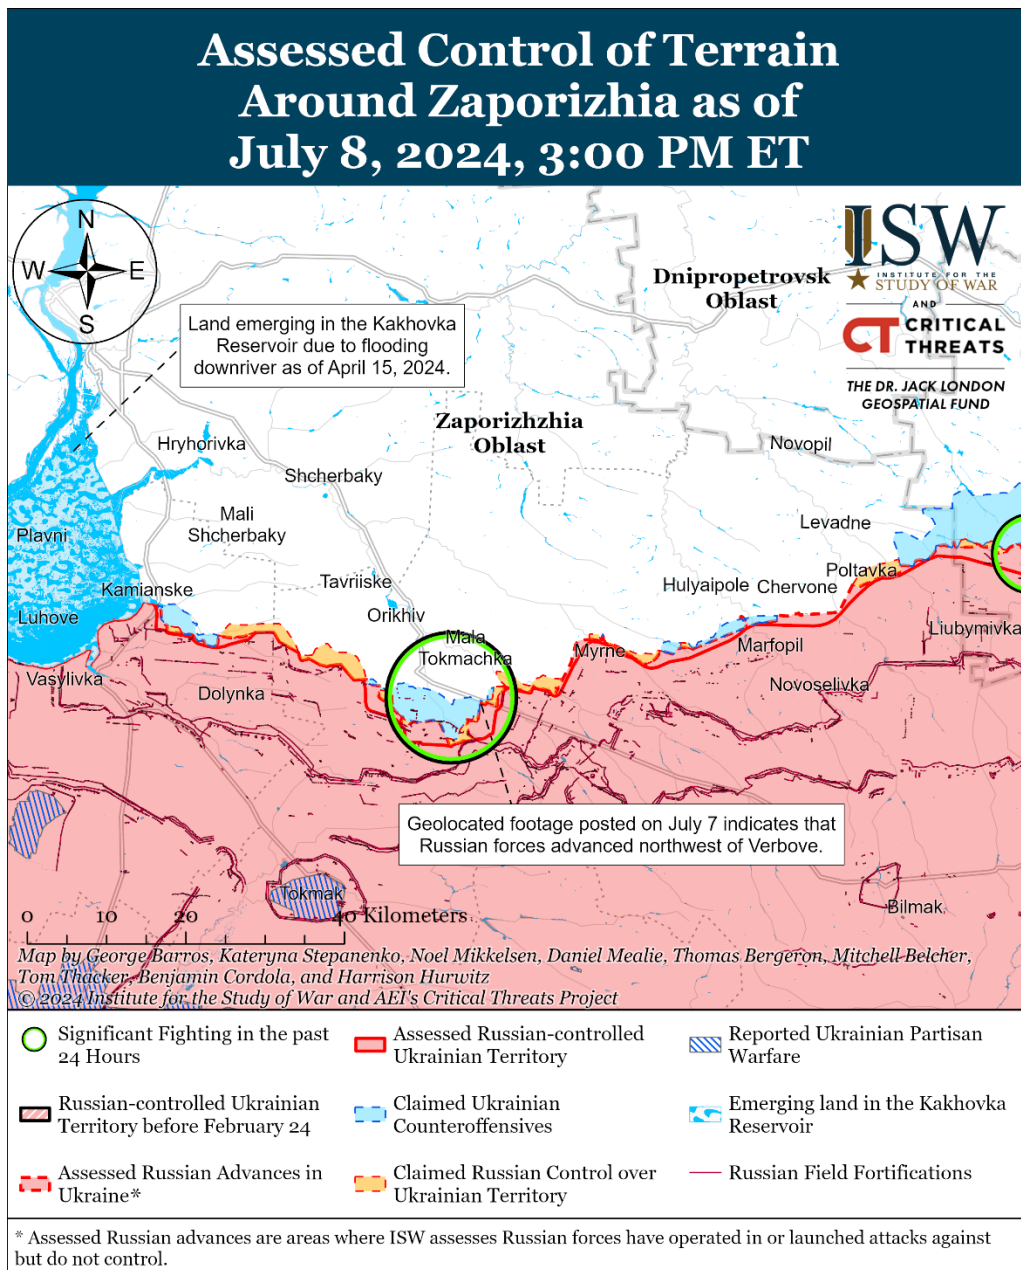 Assessed Control of Terrain
Around Zaporizhia as of
July 8, 2024, 3:00 PM ET
N
W
E
S
ISW
INSTITUTE FOR THE
STUDY OF WAR
AND
CT CRITICAL
THREATS
THE DR. JACK LONDON
GEOSPATIAL FUND
Dnipropetrovsk
Oblast
Land emerging in the Kakhovka
Reservoir due to flooding
downriver as of April 15, 2024.
Zaporizhzhia
Oblast
Hryhorivka
Novopil
Shcherbaky
Mali
Shcherbaky
Levadne
Plavni
Poltavka
Tavriiske
Hulyaipole
Chervone
Kamianske
Orikhiv
Luhove
Liubymivka
Mala
Tokmachka
Myrne
Marfopil
Vasylivka
Dolynka
Novoselivka
Geolocated footage posted on July 7 indicates that
Russian forces advanced northwest of Verbove.
Tokmak
Bilmak
0 10 20 40 Kilometers
Map by George Barros, Kateryna Stepanenko, Noel Mikkelsen, Daniel Mealie, Thomas Bergeron, Mitchell Belcher,
Tom Thacker, Benjamin Cordola, and Harrison Hurwitz
© 2024 Institute for the Study of War and AEI's Critical Threats Project
Significant Fighting in the past
24 Hours
Assessed Russian-controlled
Ukrainian Territory
Reported Ukrainian Partisan
Warfare
Russian-controlled Ukrainian
Territory before February 24
Claimed Ukrainian
Counteroffensives
Emerging land in the Kakhovka
Reservoir
Assessed Russian Advances in
Ukraine*
Claimed Russian Control over
Ukrainian Territory
Russian Field Fortifications
* Assessed Russian advances are areas where ISW assesses Russian forces have operated in or launched attacks against
but do not control.